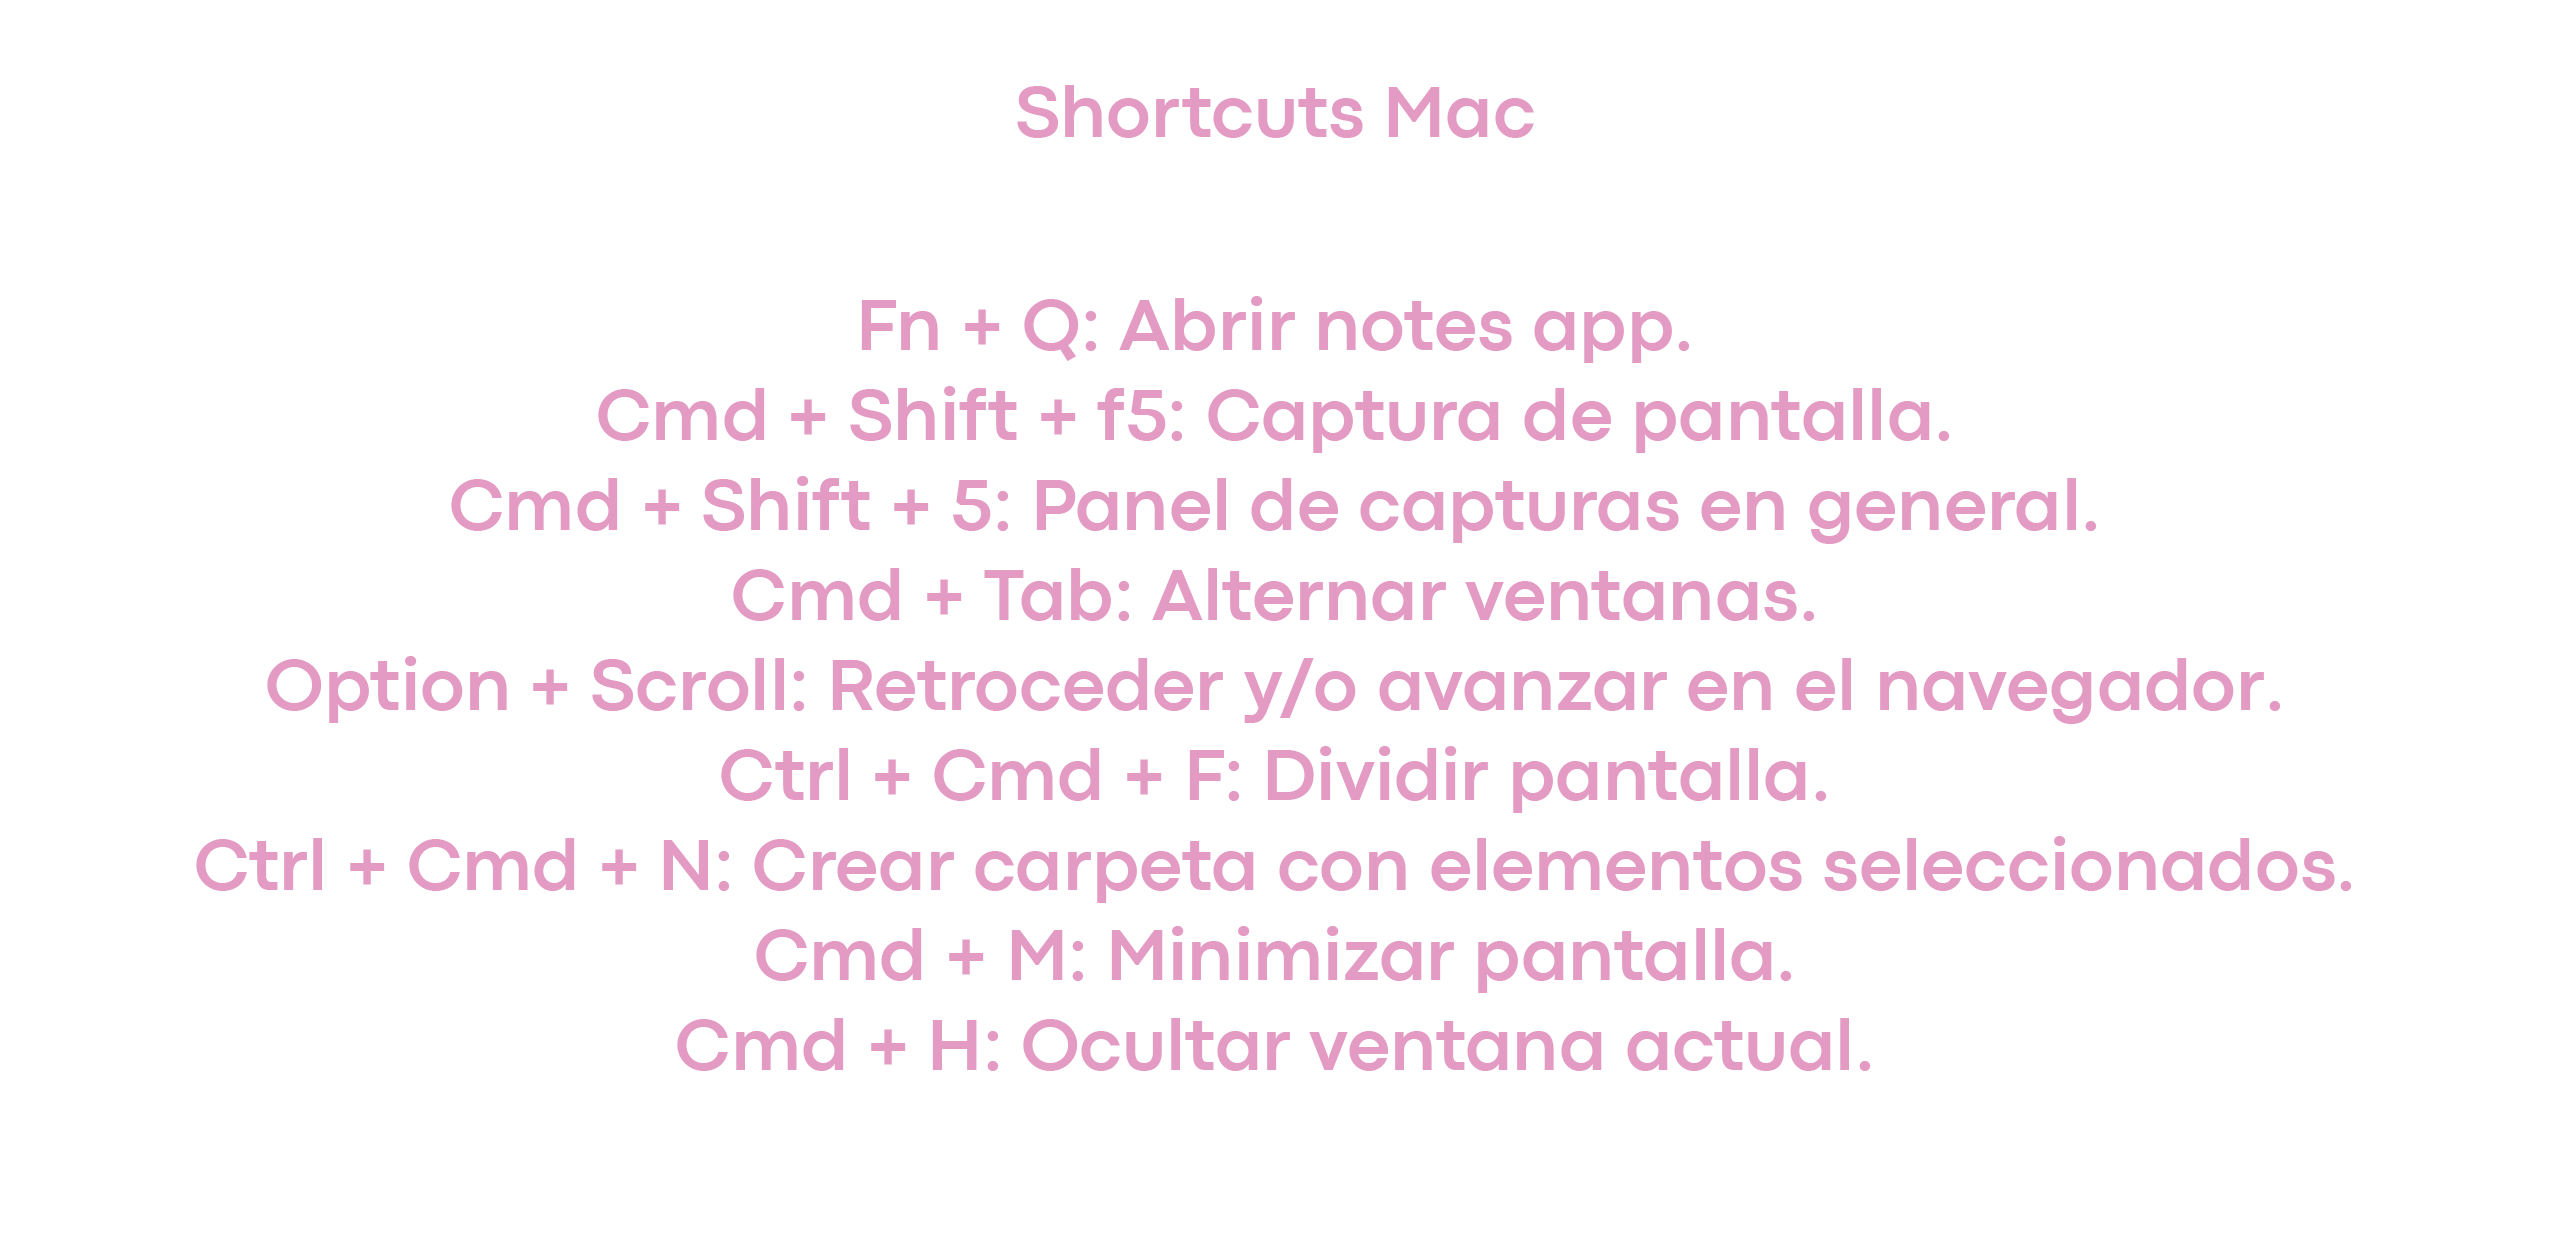 Shortcuts Mac
Fn + Q: Abrir notes app.
Cmd + Shift + f5: Captura de pantalla.
Cmd + Shift + 5: Panel de capturas en general.
Cmd + Tab: Alternar ventanas.
Option + Scroll: Retroceder y/o avanzar en el navegador.
Ctrl + Cmd + F: Dividir pantalla.
Ctrl + Cmd + N: Crear carpeta con elementos seleccionados.
Cmd + M: Minimizar pantalla.
Cmd + H: Ocultar ventana actual.